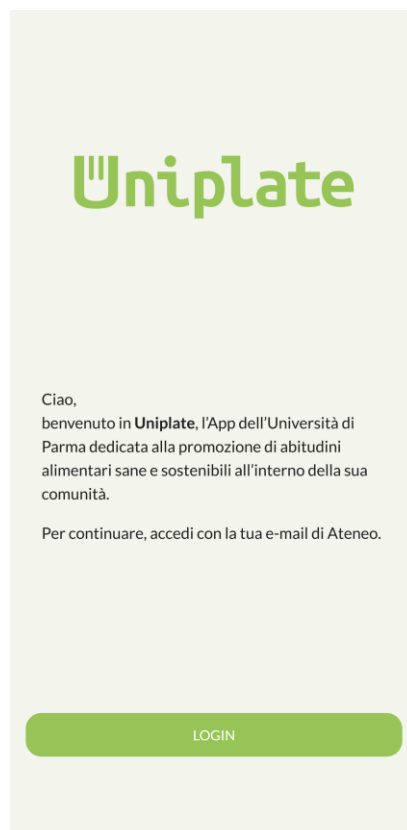 Uniplate
Ciao,
benvenuto in Uniplate, l'App dell'Università di
Parma dedicata alla promozione di abitudini
alimentari sane e sostenibili all'interno della sua
comunità.
Per continuare, accedi con la tua e-mail di Ateneo.
LOGIN